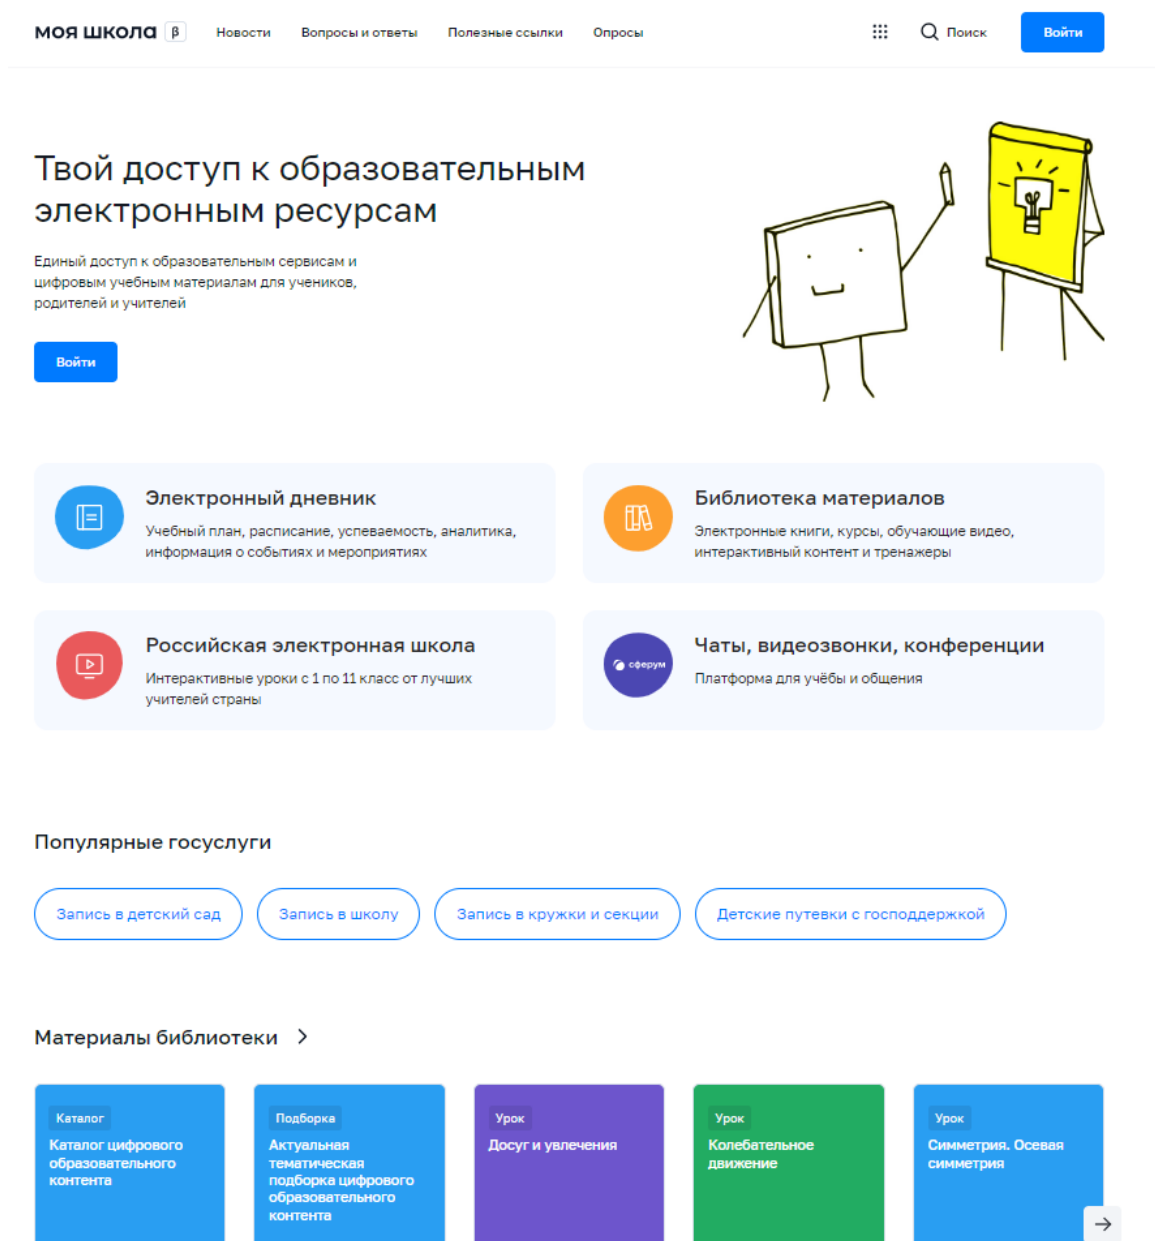 моя школа β
Новости
Вопросы и ответы
Полезные ссылки
Опросы
Поиск
Войти
Твой доступ к образовательным
электронным ресурсам
Единый доступ к образовательным сервисам и
цифровым учебным материалам для учеников,
родителей и учителей
Войти
Электронный дневник
Учебный план, расписание, успеваемость, аналитика,
информация о событиях и мероприятиях
Библиотека материалов
Электронные книги, курсы, обучающие видео,
интерактивный контент и тренажеры
Российская электронная школа
Интерактивные уроки с 1 по 11 класс от лучших
учителей страны
сферум
Чаты, видеозвонки, конференции
Платформа для учёбы и общения
Популярные госуслуги
Запись в детский сад
Запись в школу
Запись в кружки и секции
Детские путевки с господдержкой
Материалы библиотеки
Каталог
Каталог цифрового
образовательного
контента
Подборка
Актуальная
тематическая
подборка цифрового
образовательного
контента
Урок
Досуг и увлечения
Урок
Колебательное
движение
Урок
Симметрия. Осевая
симметрия